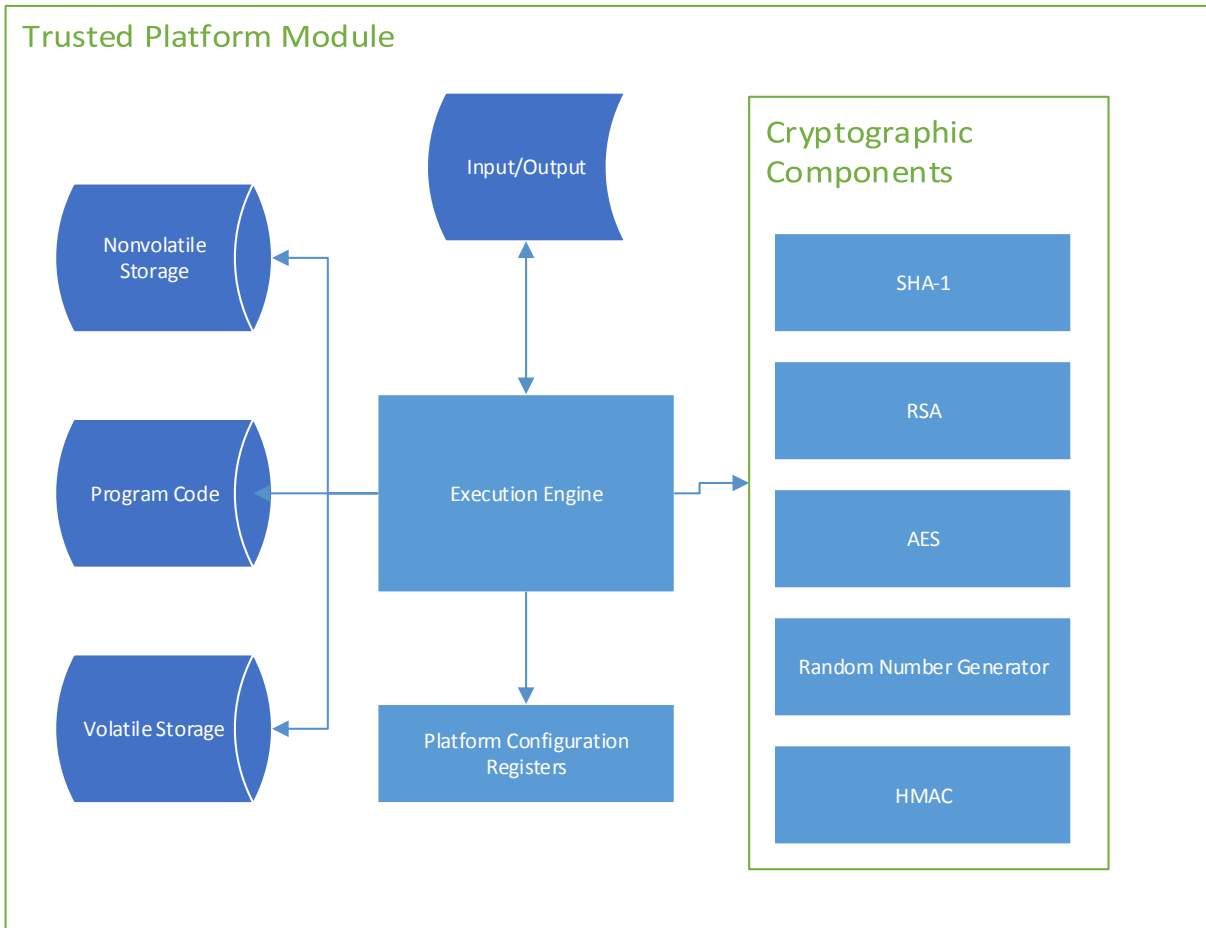 Trusted Platform Module
Input/Output
Cryptographic
Components
Nonvolatile
Storage
SHA-1
RSA
Program Code
Execution Engine
AES
Random Number Generator
Volatile Storage
Platform Configuration
Registers
HMAC